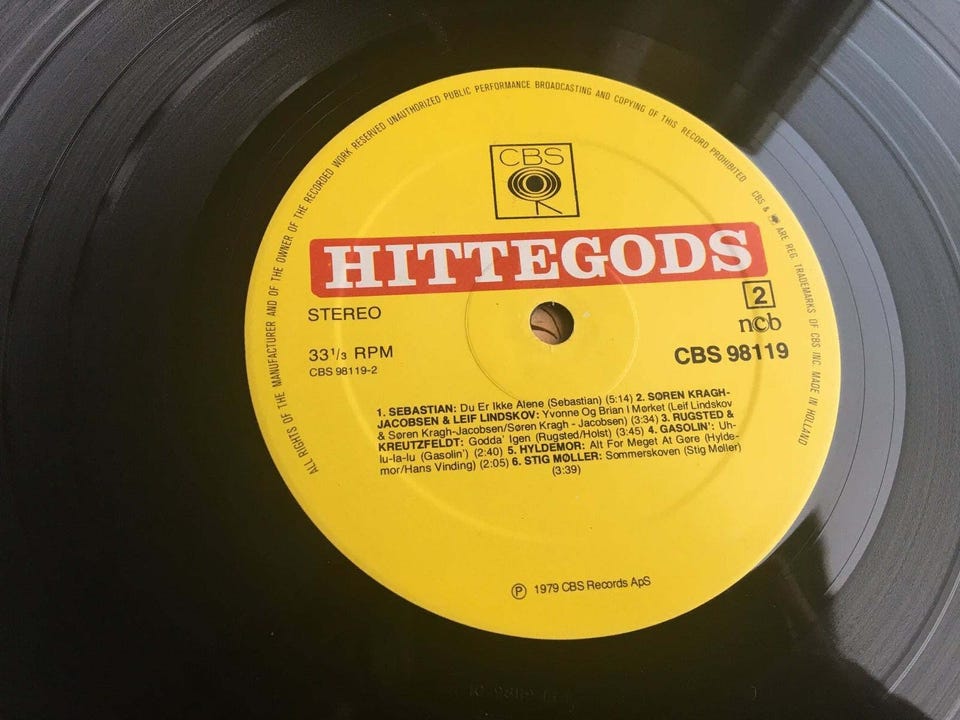 ALL RIGHTS OF THE MANUFACTURER AND OF THE OWNER OF THE RECORDED WORK RESERVED UNAUTHORIZED PUBLIC PERFORMANCE BROADCASTING AND COPYING OF THIS RECORD PROHIBITED
CBS & ARE REG. TRADEMARKS OF CBS INC. MADE IN HOLLAND
CBS
HITTEGODS
STEREO
2
ncb
33 1/3 RPM
CBS 98119
CBS 98119-2
1. SEBASTIAN: Du Er Ikke Alene (Sebastian) (5:14) 2. SØREN KRAGH-
JACOBSEN & LEIF LINDSKOV: Yvonne Og Brian I Mørket (Leif Lindskov
& Søren Kragh-Jacobsen/Søren Kragh - Jacobsen) (3:34) 3. RUGSTED &
KREUTZFELDT: Godda' Igen (Rugsted/Holst) (3:45) 4. GASOLIN': Uh-
lu-la-lu (Gasolin') (2:40) 5. HYLDEMOR: Alt For Meget At Gøre (Hylde-
mor/Hans Vinding) (2:05) 6. STIG MØLLER: Sommerskoven (Stig Møller)
(3:39)
Ⓟ 1979 CBS Records ApS